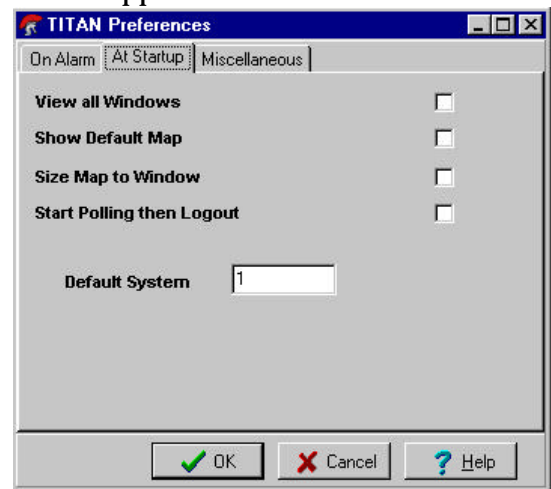 TITAN Preferences
On Alarm At Startup Miscellaneous
View all Windows
Show Default Map
Size Map to Window
Start Polling then Logout
Default System 1
OK Cancel Help